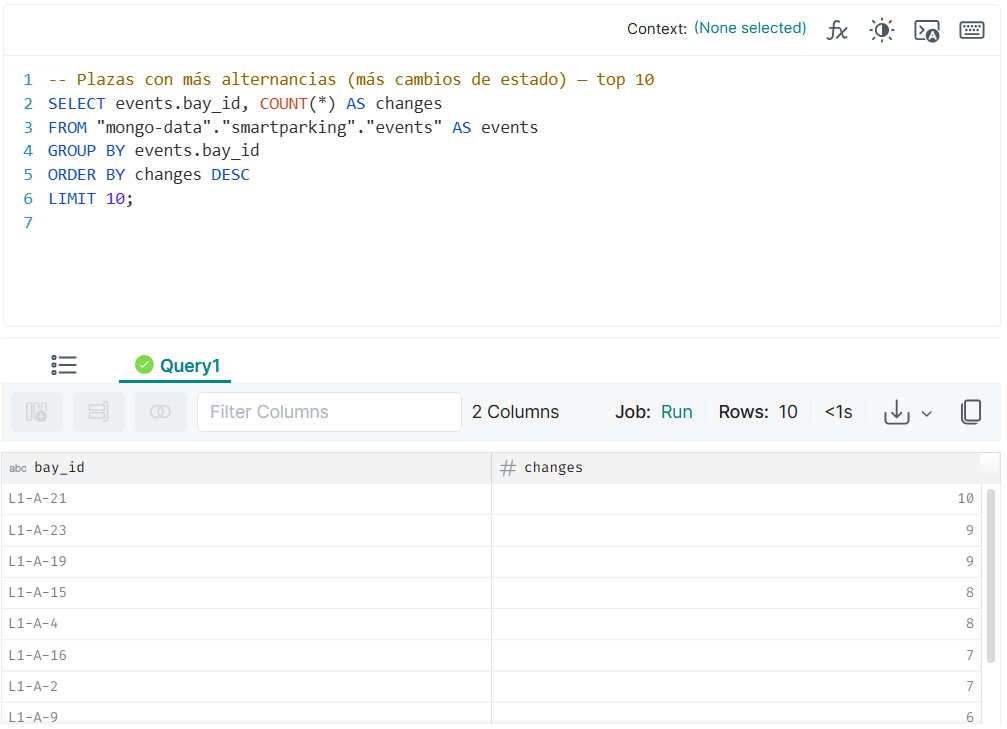 Context: (None selected)
1 -- Plazas con más alternancias (más cambios de estado) — top 10
2 SELECT events.bay_id, COUNT(*) AS changes
3 FROM "mongo-data"."smartparking"."events" AS events
4 GROUP BY events.bay_id
5 ORDER BY changes DESC
6 LIMIT 10;
7
Query1
Filter Columns 2 Columns Job: Run Rows: 10 <1s
abc bay_id # changes
L1-A-21 10
L1-A-23 9
L1-A-19 9
L1-A-15 8
L1-A-4 8
L1-A-16 7
L1-A-2 7
L1-A-9 6